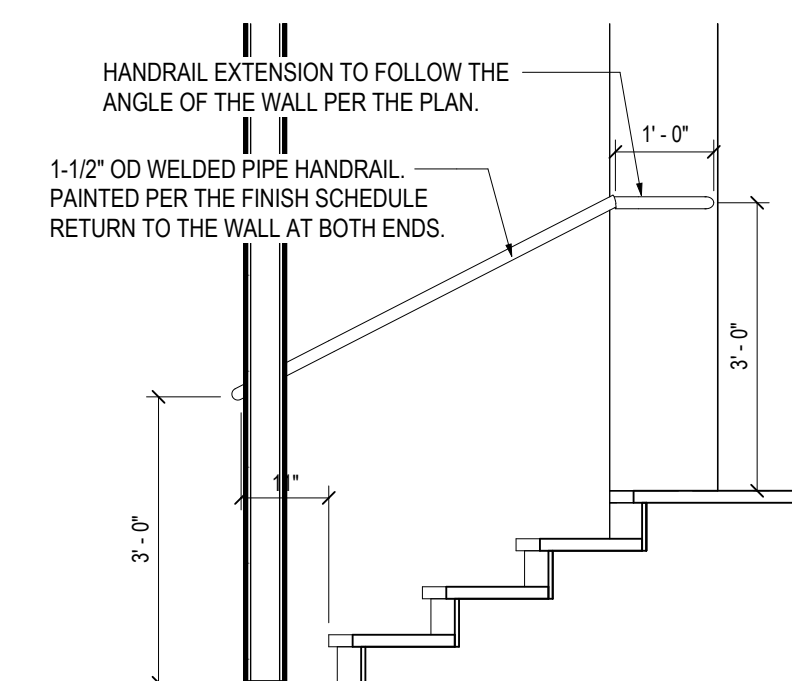 HANDRAIL EXTENSION TO FOLLOW THE
ANGLE OF THE WALL PER THE PLAN.
1' - 0"
1-1/2" OD WELDED PIPE HANDRAIL.
PAINTED PER THE FINISH SCHEDULE
RETURN TO THE WALL AT BOTH ENDS.
3' - 0"
11"
3' - 0"